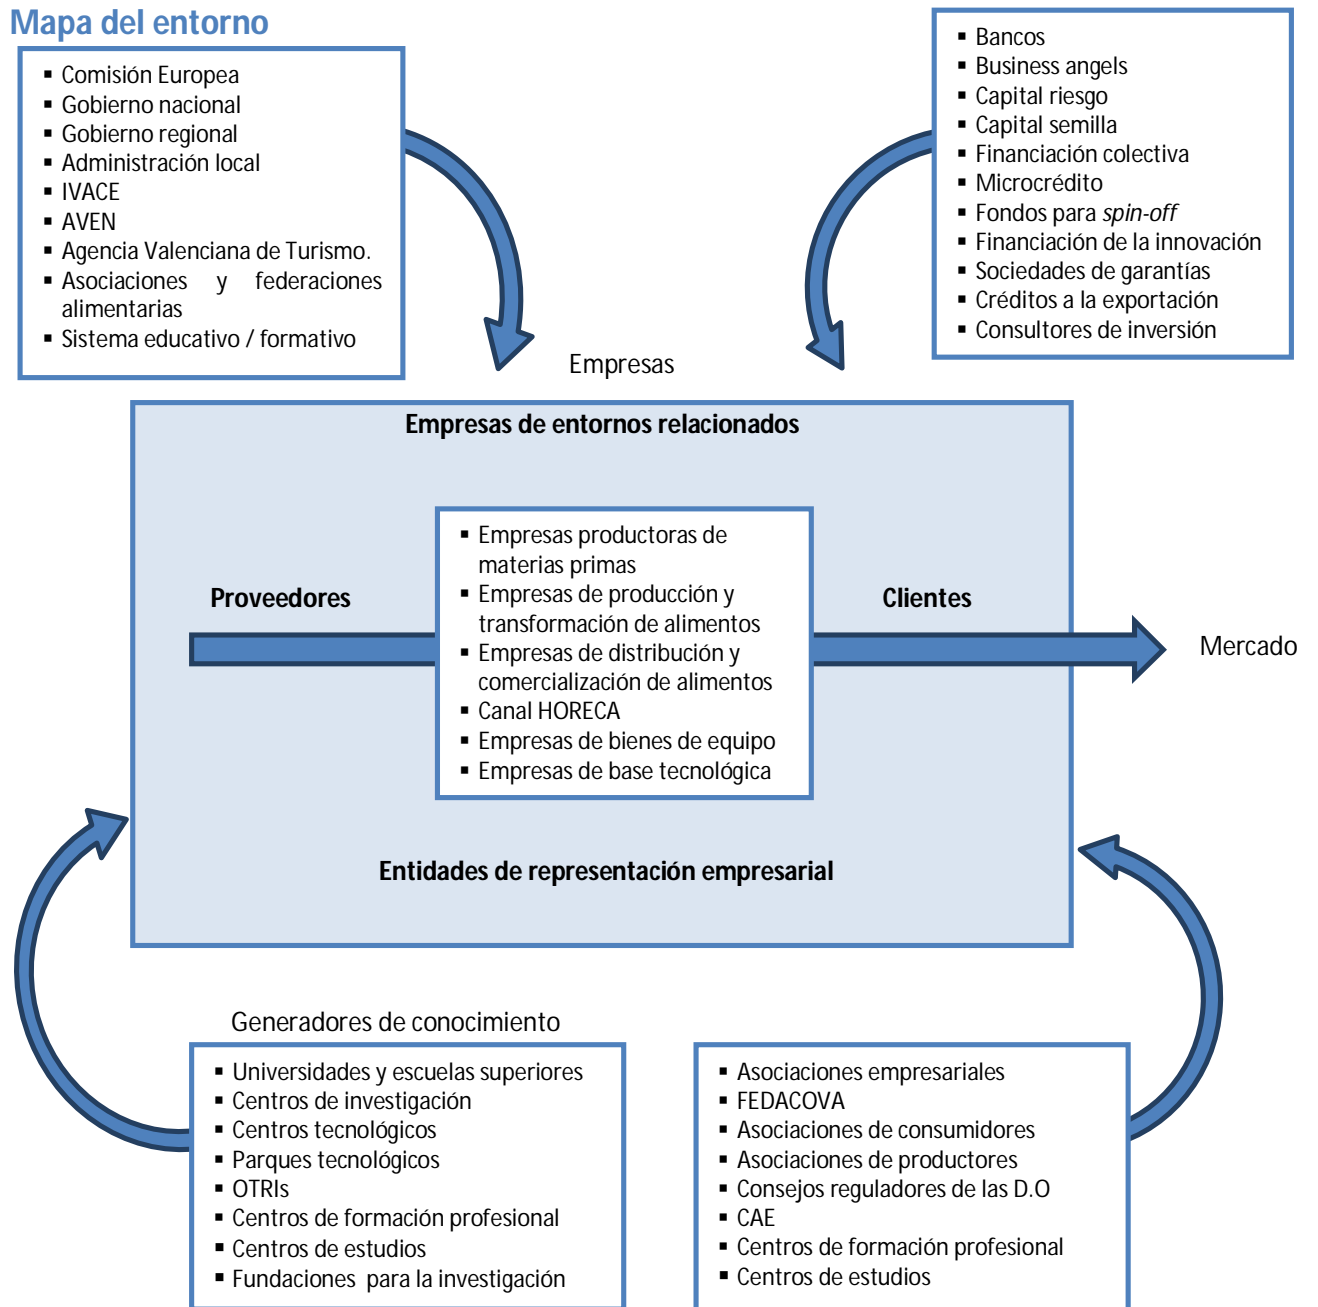 Mapa del entorno
▪ Comisión Europea
▪ Gobierno nacional
▪ Gobierno regional
▪ Administración local
▪ IVACE
▪ AVEN
▪ Agencia Valenciana de Turismo.
▪ Asociaciones y federaciones
alimentarias
▪ Sistema educativo / formativo
▪ Bancos
▪ Business angels
▪ Capital riesgo
▪ Capital semilla
▪ Financiación colectiva
▪ Microcrédito
▪ Fondos para spin-off
▪ Financiación de la innovación
▪ Sociedades de garantías
▪ Créditos a la exportación
▪ Consultores de inversión
Empresas
Empresas de entornos relacionados
Proveedores
▪ Empresas productoras de
materias primas
▪ Empresas de producción y
transformación de alimentos
▪ Empresas de distribución y
comercialización de alimentos
▪ Canal HORECA
▪ Empresas de bienes de equipo
▪ Empresas de base tecnológica
Clientes
Mercado
Entidades de representación empresarial
Generadores de conocimiento
▪ Universidades y escuelas superiores
▪ Centros de investigación
▪ Centros tecnológicos
▪ Parques tecnológicos
▪ OTRIs
▪ Centros de formación profesional
▪ Centros de estudios
▪ Fundaciones para la investigación
▪ Asociaciones empresariales
▪ FEDACOVA
▪ Asociaciones de consumidores
▪ Asociaciones de productores
▪ Consejos reguladores de las D.O
▪ CAE
▪ Centros de formación profesional
▪ Centros de estudios